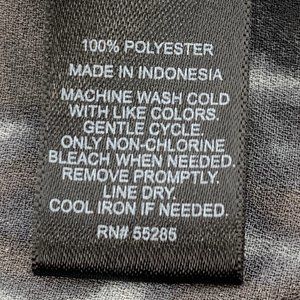 100% POLYESTER
MADE IN INDONESIA
MACHINE WASH COLD
WITH LIKE COLORS.
GENTLE CYCLE.
ONLY NON-CHLORINE
BLEACH WHEN NEEDED.
REMOVE PROMPTLY.
LINE DRY.
COOL IRON IF NEEDED.
RN# 55285